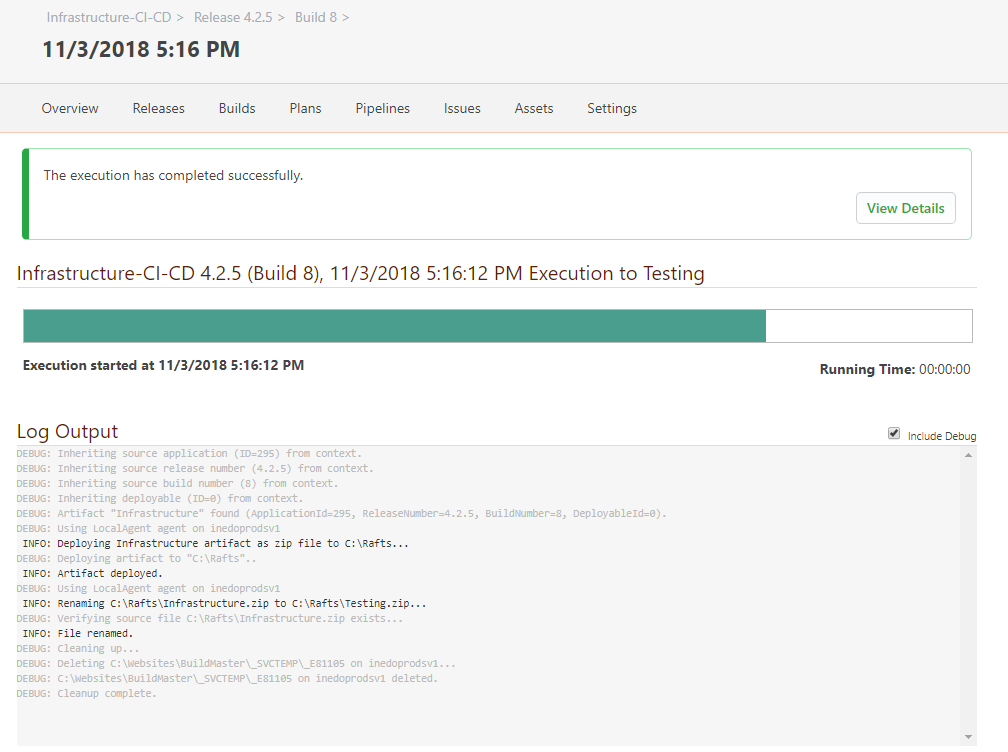 Infrastructure-CI-CD > Release 4.2.5 > Build 8 >
11/3/2018 5:16 PM
Overview Releases Builds Plans Pipelines Issues Assets Settings
The execution has completed successfully.
View Details
Infrastructure-CI-CD 4.2.5 (Build 8), 11/3/2018 5:16:12 PM Execution to Testing
Execution started at 11/3/2018 5:16:12 PM
Running Time: 00:00:00
Log Output
Include Debug
DEBUG: Inheriting source application (ID=295) from context.
DEBUG: Inheriting source release number (4.2.5) from context.
DEBUG: Inheriting source build number (8) from context.
DEBUG: Inheriting deployable (ID=0) from context.
DEBUG: Artifact "Infrastructure" found (ApplicationId=295, ReleaseNumber=4.2.5, BuildNumber=8, DeployableId=0).
DEBUG: Using LocalAgent agent on inedoprodsv1
INFO: Deploying Infrastructure artifact as zip file to C:\Rafts...
DEBUG: Deploying artifact to "C:\Rafts"..
INFO: Artifact deployed.
DEBUG: Using LocalAgent agent on inedoprodsv1
INFO: Renaming C:\Rafts\Infrastructure.zip to C:\Rafts\Testing.zip...
DEBUG: Verifying source file C:\Rafts\Infrastructure.zip exists...
INFO: File renamed.
DEBUG: Cleaning up...
DEBUG: Deleting C:\Websites\BuildMaster\_SVCTEMP\_E81105 on inedoprodsv1...
DEBUG: C:\Websites\BuildMaster\_SVCTEMP\_E81105 on inedoprodsv1 deleted.
DEBUG: Cleanup complete.